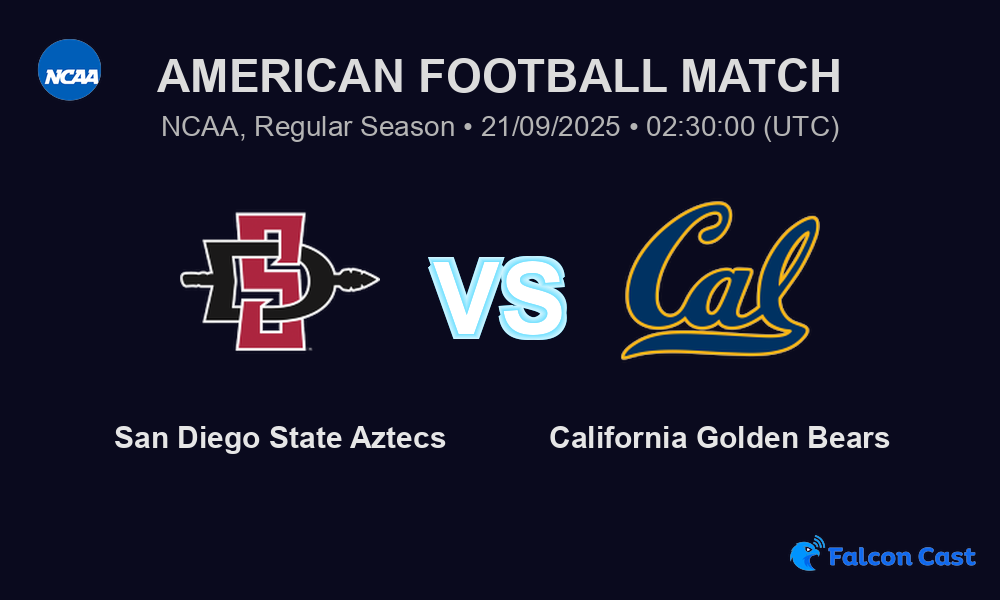 NCAA
AMERICAN FOOTBALL MATCH
NCAA, Regular Season • 21/09/2025 • 02:30:00 (UTC)
SD
VS
Cal
San Diego State Aztecs
California Golden Bears
Falcon Cast